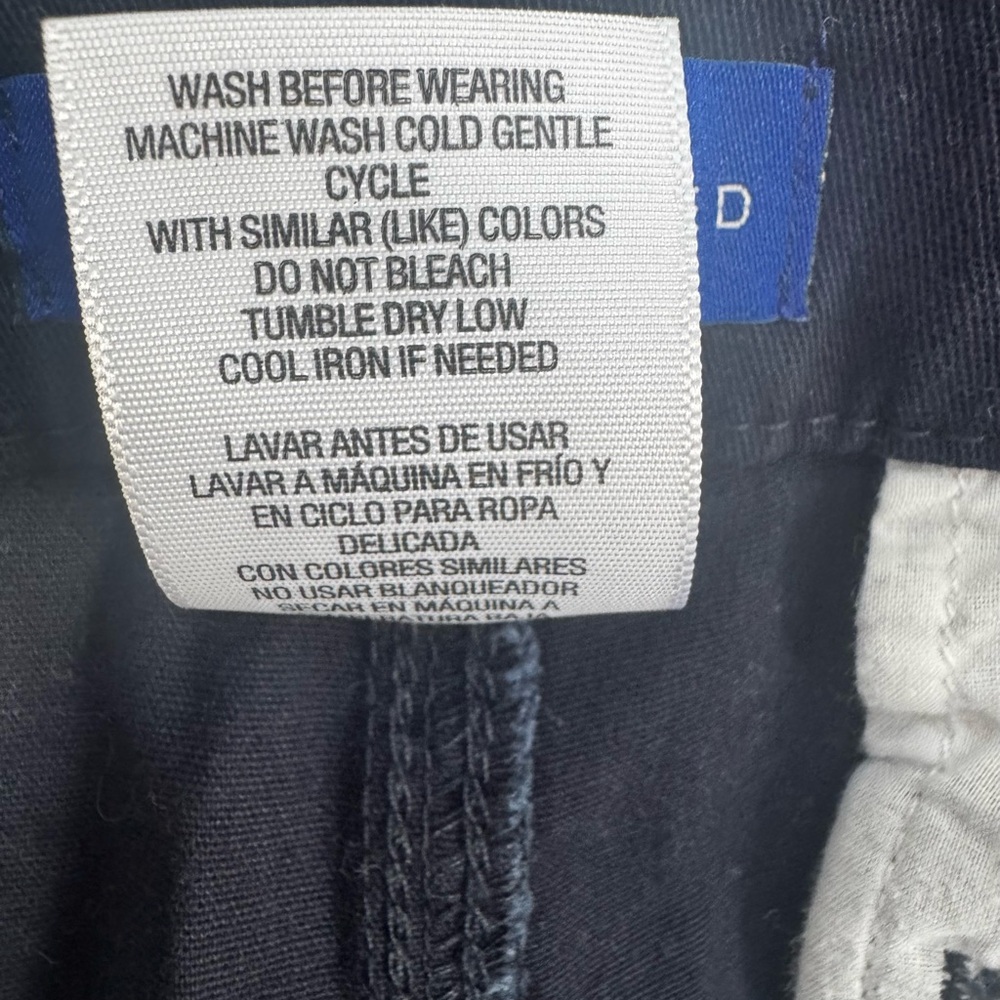 WASH BEFORE WEARING
MACHINE WASH COLD GENTLE
CYCLE
WITH SIMILAR (LIKE) COLORS
DO NOT BLEACH
TUMBLE DRY LOW
COOL IRON IF NEEDED
LAVAR ANTES DE USAR
LAVAR A MÁQUINA EN FRÍO Y
EN CICLO PARA ROPA
DELICADA
CON COLORES SIMILARES
NO USAR BLANQUEADOR
SECAR EN MÁQUINA A
D